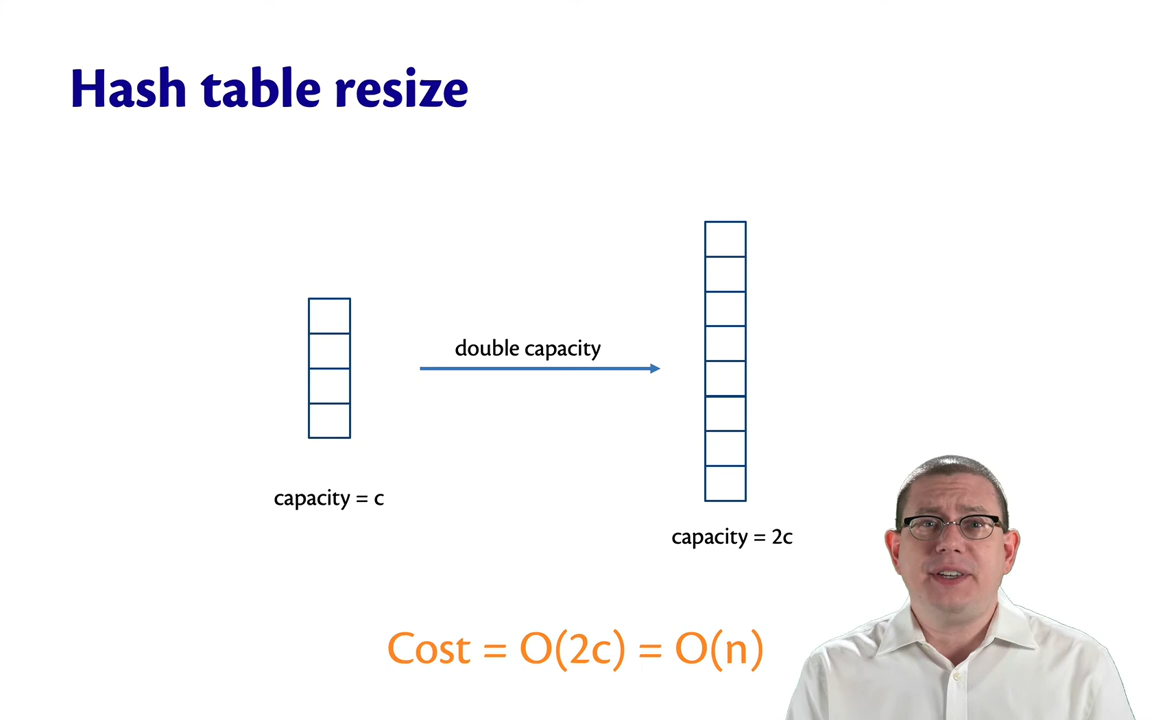 Hash table resize
double capacity
capacity = c
capacity = 2c
Cost = O(2c) = O(n)